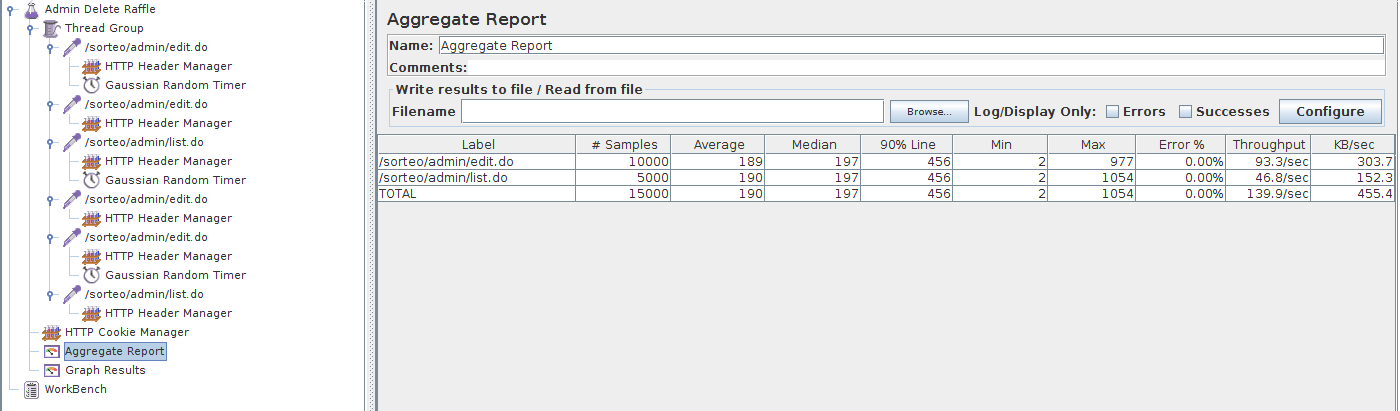 Admin Delete Raffle
Thread Group
/sorteo/admin/edit.do
HTTP Header Manager
Gaussian Random Timer
/sorteo/admin/edit.do
HTTP Header Manager
/sorteo/admin/list.do
HTTP Header Manager
Gaussian Random Timer
/sorteo/admin/edit.do
HTTP Header Manager
/sorteo/admin/edit.do
HTTP Header Manager
Gaussian Random Timer
/sorteo/admin/list.do
HTTP Header Manager
HTTP Cookie Manager
Aggregate Report
Graph Results
WorkBench
Aggregate Report
Name: Aggregate Report
Comments:
Write results to file / Read from file
Filename Browse... Log/Display Only: Errors Successes Configure
Label # Samples Average Median 90% Line Min Max Error % Throughput KB/sec
/sorteo/admin/edit.do 10000 189 197 456 2 977 0.00% 93.3/sec 303.7
/sorteo/admin/list.do 5000 190 197 456 2 1054 0.00% 46.8/sec 152.3
TOTAL 15000 190 197 456 2 1054 0.00% 139.9/sec 455.4